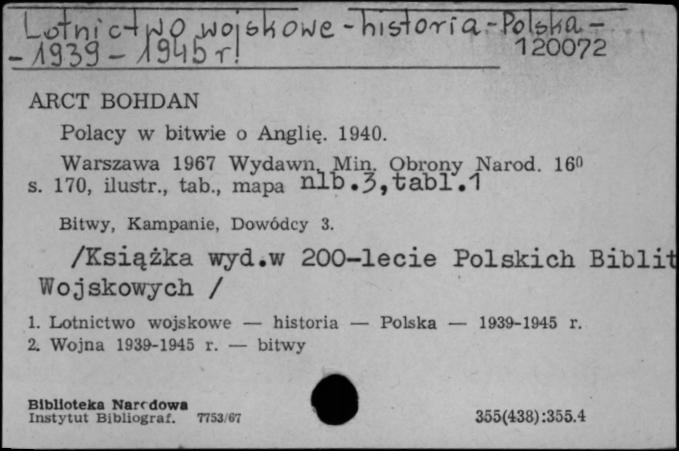 Lotnictwo wojskowe - historia - Polska -
- 1939 - 1945 r.
120072
ARCT BOHDAN
Polacy w bitwie o Anglię. 1940.
Warszawa 1967 Wydawn. Min. Obrony Narod. 16⁰
s. 170, ilustr., tab., mapa nlb.3,tabl.1
Bitwy, Kampanie, Dowódcy 3.
/Książka wyd.w 200-lecie Polskich Biblit
Wojskowych /
1. Lotnictwo wojskowe — historia — Polska — 1939-1945 r.
2. Wojna 1939-1945 r. — bitwy
Biblioteka Narodowa
Instytut Bibliograf. 7753/67
355(438):355.4